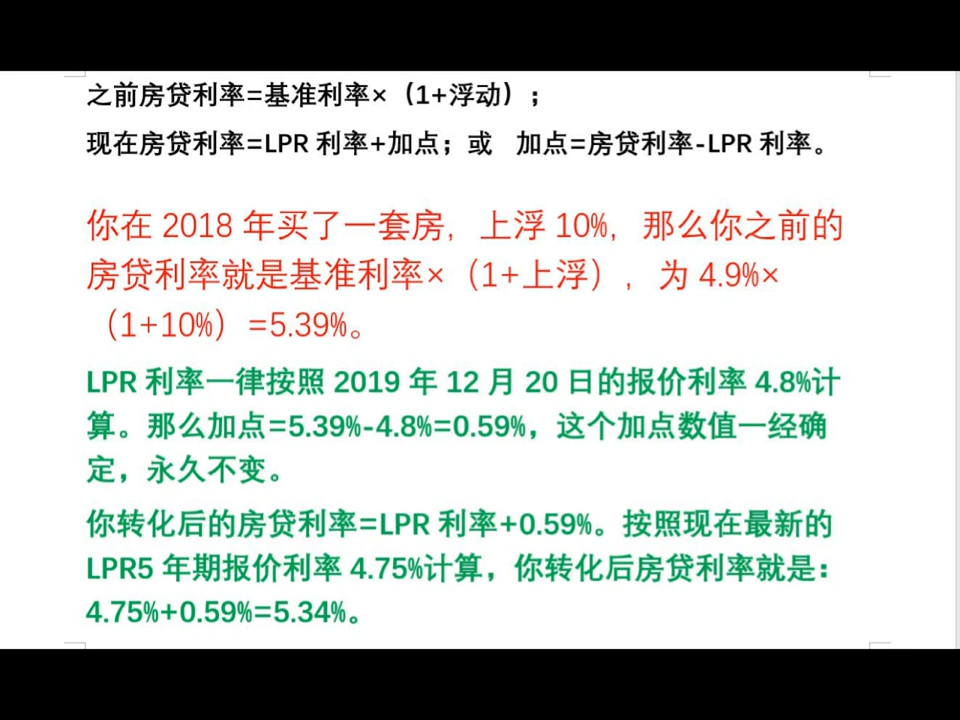 之前房贷利率=基准利率×（1+浮动）；
现在房贷利率=LPR 利率+加点；或 加点=房贷利率-LPR 利率。
你在 2018 年买了一套房，上浮 10%，那么你之前的
房贷利率就是基准利率×（1+上浮），为 4.9%×
（1+10%）=5.39%。
LPR 利率一律按照 2019 年 12 月 20 日的报价利率 4.8%计
算。那么加点=5.39%-4.8%=0.59%，这个加点数值一经确
定，永久不变。
你转化后的房贷利率=LPR 利率+0.59%。按照现在最新的
LPR5 年期报价利率 4.75%计算，你转化后房贷利率就是：
4.75%+0.59%=5.34%。